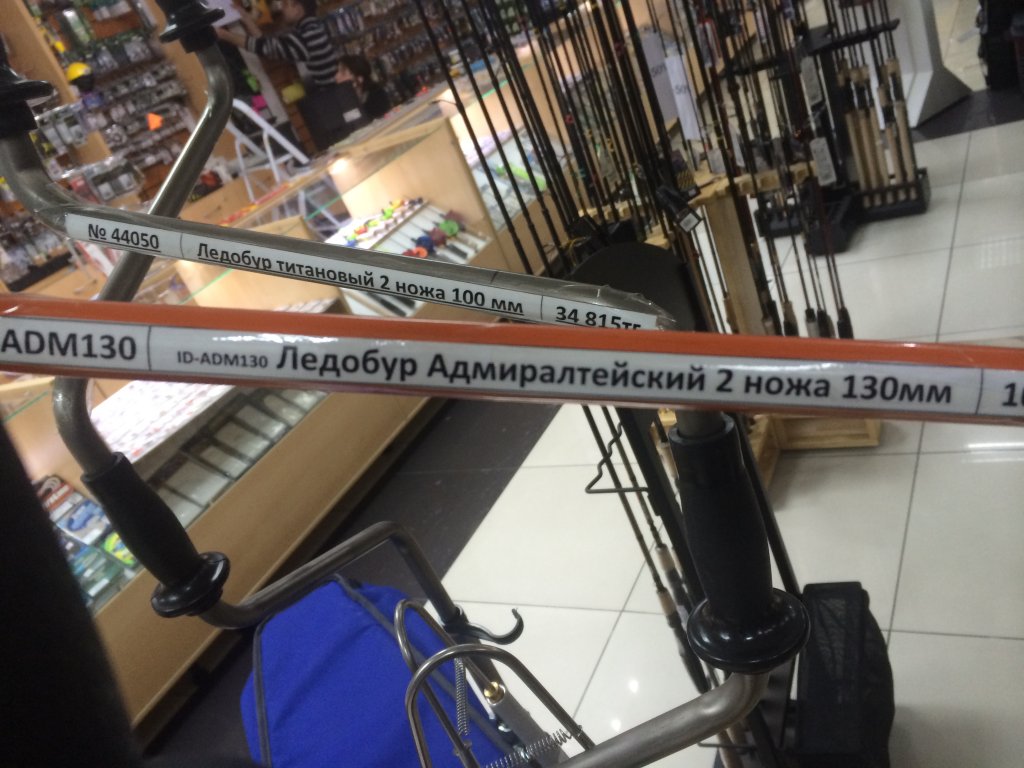 № 44050 Ледобур титановый 2 ножа 100 мм 34 815тг
ADM130 ID-ADM130 Ледобур Адмиралтейский 2 ножа 130мм